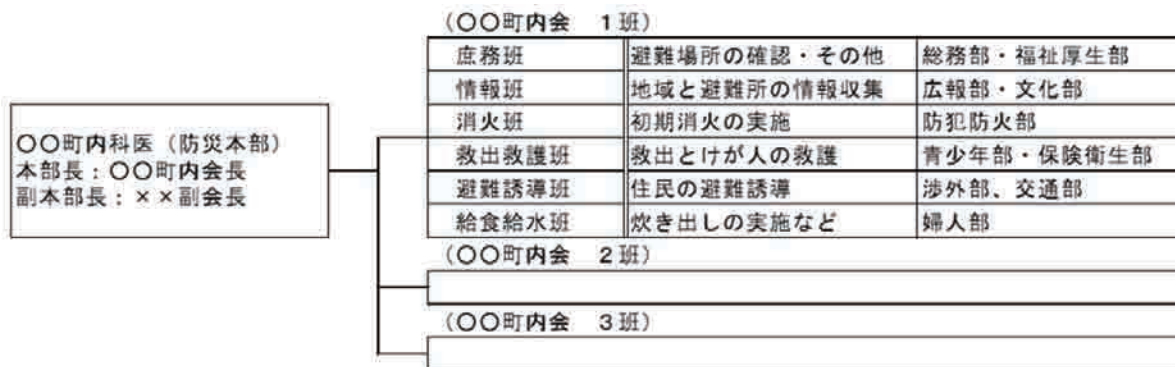 (〇〇町内会 1班)
庶務班 避難場所の確認・その他 総務部・福祉厚生部
情報班 地域と避難所の情報収集 広報部・文化部
消火班 初期消火の実施 防犯防火部
救出救護班 救出とけが人の救護 青少年部・保険衛生部
避難誘導班 住民の避難誘導 渉外部、交通部
給食給水班 炊き出しの実施など 婦人部
〇〇町内科医(防災本部)
本部長:〇〇町内会長
副本部長:××副会長
(〇〇町内会 2班)
(〇〇町内会 3班)